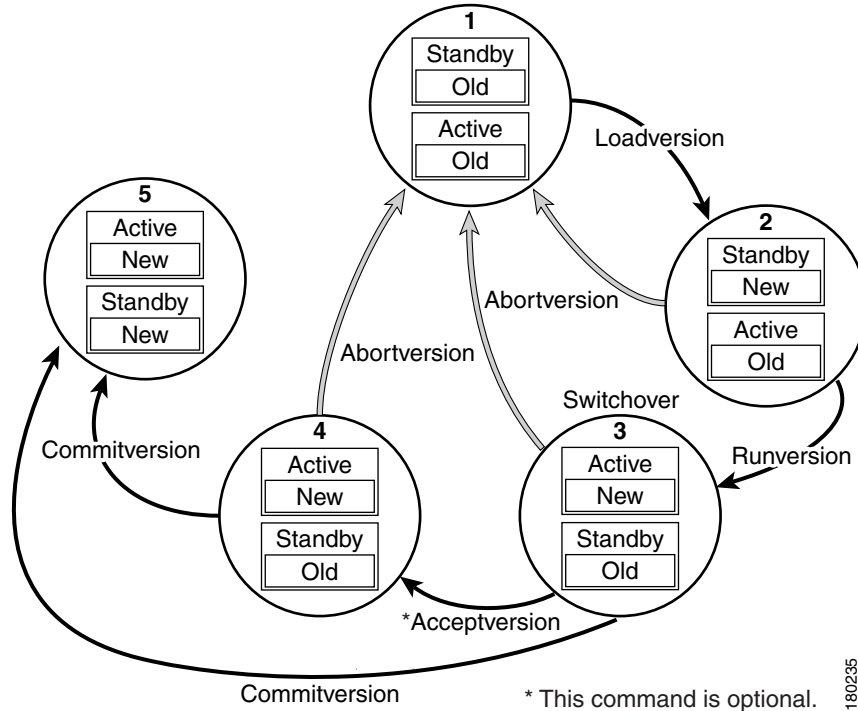 1
Standby
Old
Active
Old
Loadversion
5
Active
New
Standby
New
2
Standby
New
Active
Old
Abortversion
Abortversion
Switchover
Commitversion
4
Active
New
Standby
Old
3
Active
New
Standby
Old
Runversion
*Acceptversion
Commitversion
* This command is optional.
180235